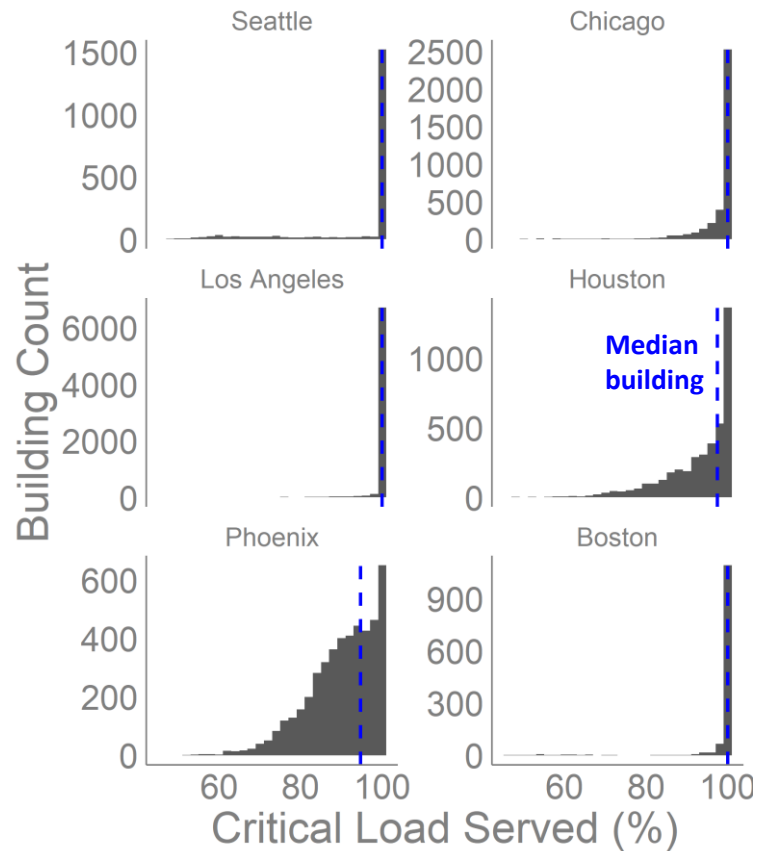 Seattle
1500
1000
500
0
Chicago
2500
2000
1500
1000
500
0
Los Angeles
6000
4000
2000
0
Houston
1000
500
0
Median
building
Phoenix
600
400
200
0
60 80 100
Boston
900
600
300
0
60 80 100
Building Count
Critical Load Served (%)